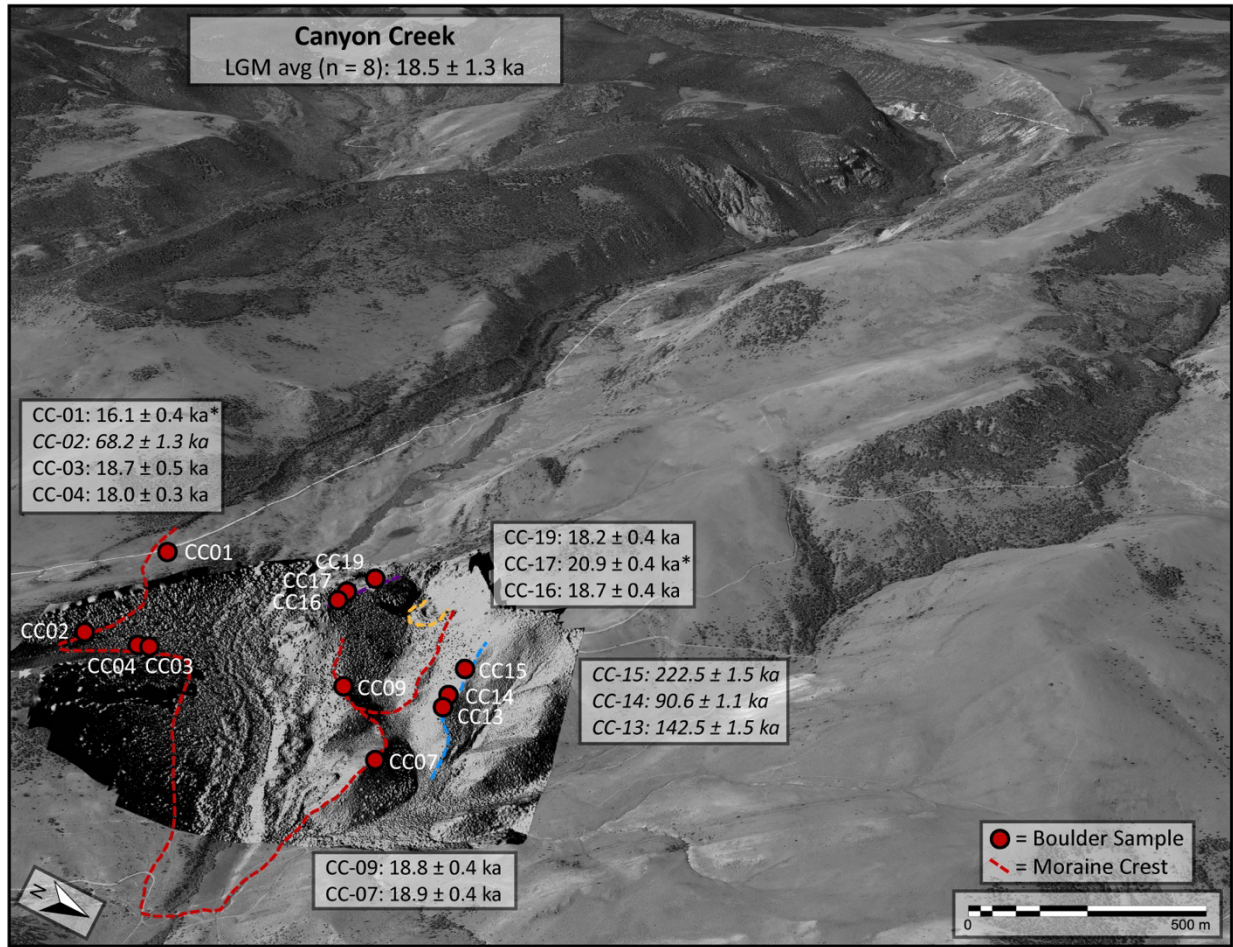 Canyon Creek
LGM avg (n = 8): 18.5 ± 1.3 ka
CC-01: 16.1 ± 0.4 ka*
CC-02: 68.2 ± 1.3 ka
CC-03: 18.7 ± 0.5 ka
CC-04: 18.0 ± 0.3 ka
CC-19: 18.2 ± 0.4 ka
CC-17: 20.9 ± 0.4 ka*
CC-16: 18.7 ± 0.4 ka
CC01
CC19
CC17
CC16
CC02
CC04
CC03
CC15
CC14
CC13
CC09
CC07
CC-15: 222.5 ± 1.5 ka
CC-14: 90.6 ± 1.1 ka
CC-13: 142.5 ± 1.5 ka
CC-09: 18.8 ± 0.4 ka
CC-07: 18.9 ± 0.4 ka
= Boulder Sample
= Moraine Crest
N
0 500 m